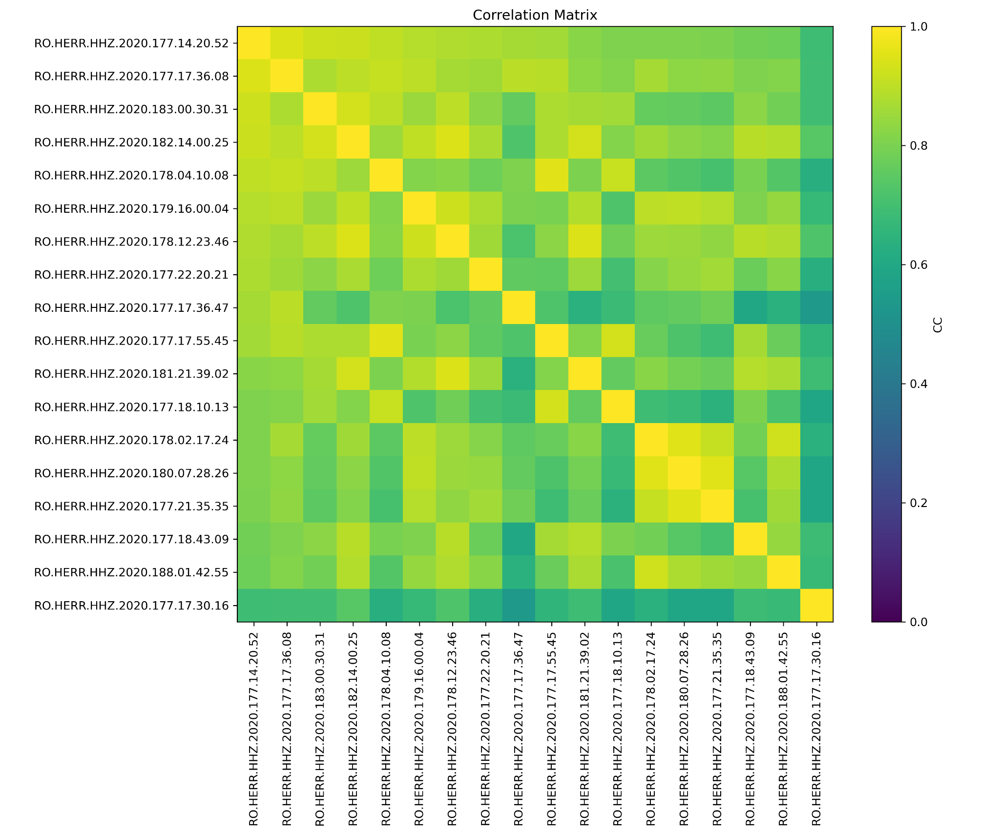 Correlation Matrix
RO.HERR.HHZ.2020.177.14.20.52
RO.HERR.HHZ.2020.177.17.36.08
RO.HERR.HHZ.2020.183.00.30.31
RO.HERR.HHZ.2020.182.14.00.25
RO.HERR.HHZ.2020.178.04.10.08
RO.HERR.HHZ.2020.179.16.00.04
RO.HERR.HHZ.2020.178.12.23.46
RO.HERR.HHZ.2020.177.22.20.21
RO.HERR.HHZ.2020.177.17.36.47
RO.HERR.HHZ.2020.177.17.55.45
RO.HERR.HHZ.2020.181.21.39.02
RO.HERR.HHZ.2020.177.18.10.13
RO.HERR.HHZ.2020.178.02.17.24
RO.HERR.HHZ.2020.180.07.28.26
RO.HERR.HHZ.2020.177.21.35.35
RO.HERR.HHZ.2020.177.18.43.09
RO.HERR.HHZ.2020.188.01.42.55
RO.HERR.HHZ.2020.177.17.30.16
RO.HERR.HHZ.2020.177.14.20.52
RO.HERR.HHZ.2020.177.17.36.08
RO.HERR.HHZ.2020.183.00.30.31
RO.HERR.HHZ.2020.182.14.00.25
RO.HERR.HHZ.2020.178.04.10.08
RO.HERR.HHZ.2020.179.16.00.04
RO.HERR.HHZ.2020.178.12.23.46
RO.HERR.HHZ.2020.177.22.20.21
RO.HERR.HHZ.2020.177.17.36.47
RO.HERR.HHZ.2020.177.17.55.45
RO.HERR.HHZ.2020.181.21.39.02
RO.HERR.HHZ.2020.177.18.10.13
RO.HERR.HHZ.2020.178.02.17.24
RO.HERR.HHZ.2020.180.07.28.26
RO.HERR.HHZ.2020.177.21.35.35
RO.HERR.HHZ.2020.177.18.43.09
RO.HERR.HHZ.2020.188.01.42.55
RO.HERR.HHZ.2020.177.17.30.16
1.0
0.8
0.6
0.4
0.2
0.0
CC